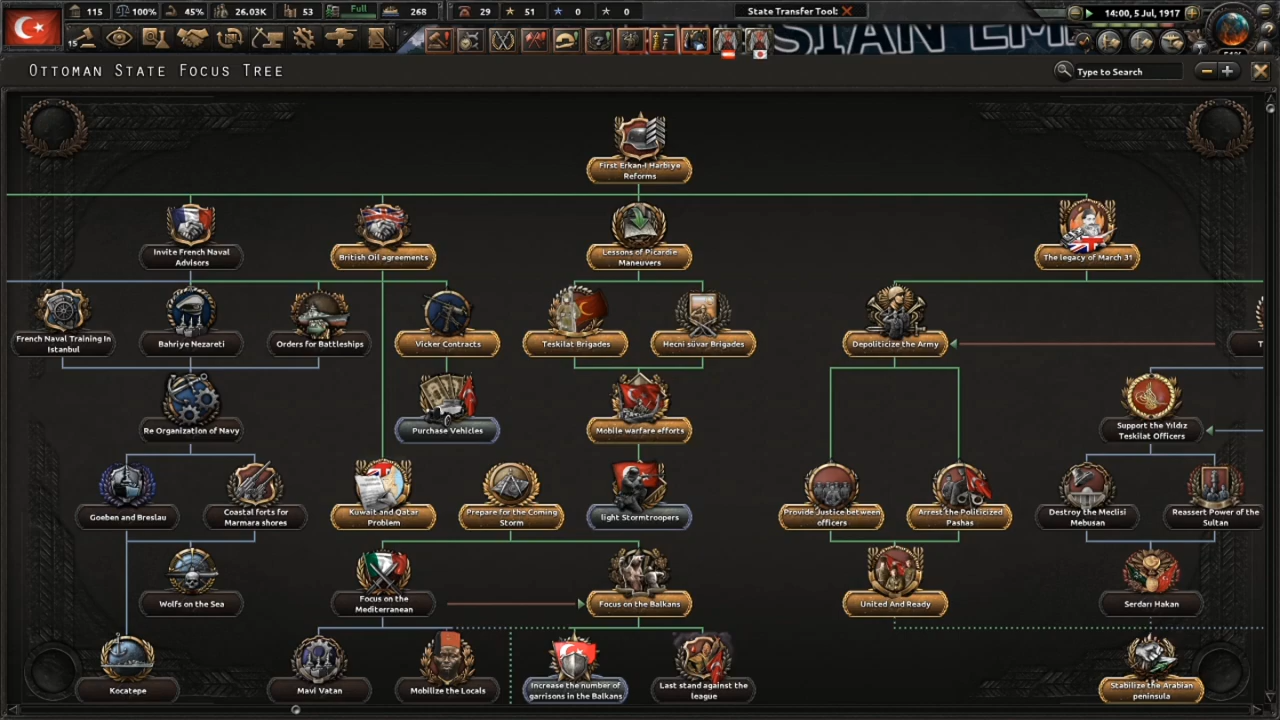 115
100%
45%
26.03K
53
Full
268
29
51
0
0
State Transfer Tool:
14:00, 5 Jul, 1917
15
SIAN EM
51%
Ottoman State Focus Tree
Type to Search
First Erkan-I Harbiye
Reforms
Invite French Naval
Advisors
British Oil agreements
Lessons of Picardie
Maneuvers
The legacy of March 31
French Naval Training In
Istanbul
Bahriye Nezareti
Orders for Battleships
Vicker Contracts
Teskilat Brigades
Hecni süvar Brigades
Depoliticize the Army
T
Re Organization of Navy
Purchase Vehicles
Mobile warfare efforts
Support the Yıldız
Teskilat Officers
Goeben and Breslau
Coastal forts for
Marmara shores
Kuwait and Qatar
Problem
Prepare for the Coming
Storm
light Stormtroopers
Provide Justice between
officers
Arrest the Politicized
Pashas
Destroy the Meclisi
Mebusan
Reassert Power of the
Sultan
Wolfs on the Sea
Focus on the
Mediterranean
Focus on the Balkans
United And Ready
Serdarı Hakan
Kocatepe
Mavi Vatan
Mobilize the Locals
Increase the number of
garrisons in the Balkans
Last stand against the
league
Stabilize the Arabian
peninsula